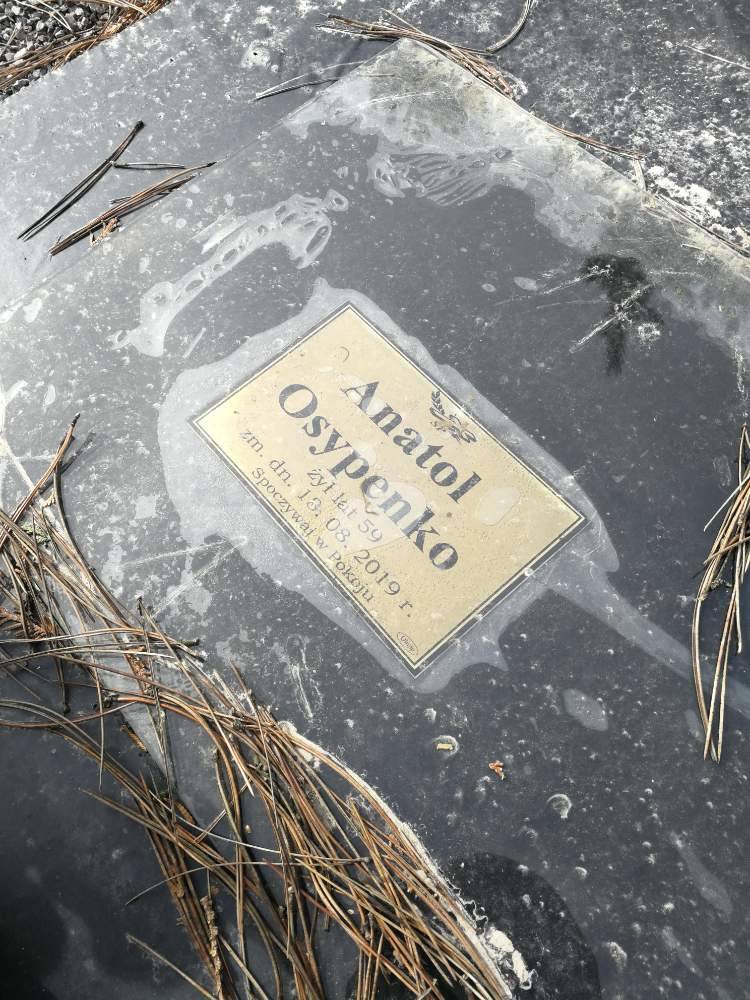 Anatol
Osypenko
żył lat 59
zm. dn. 13. 08. 2019 r.
Spoczywaj w Pokoju